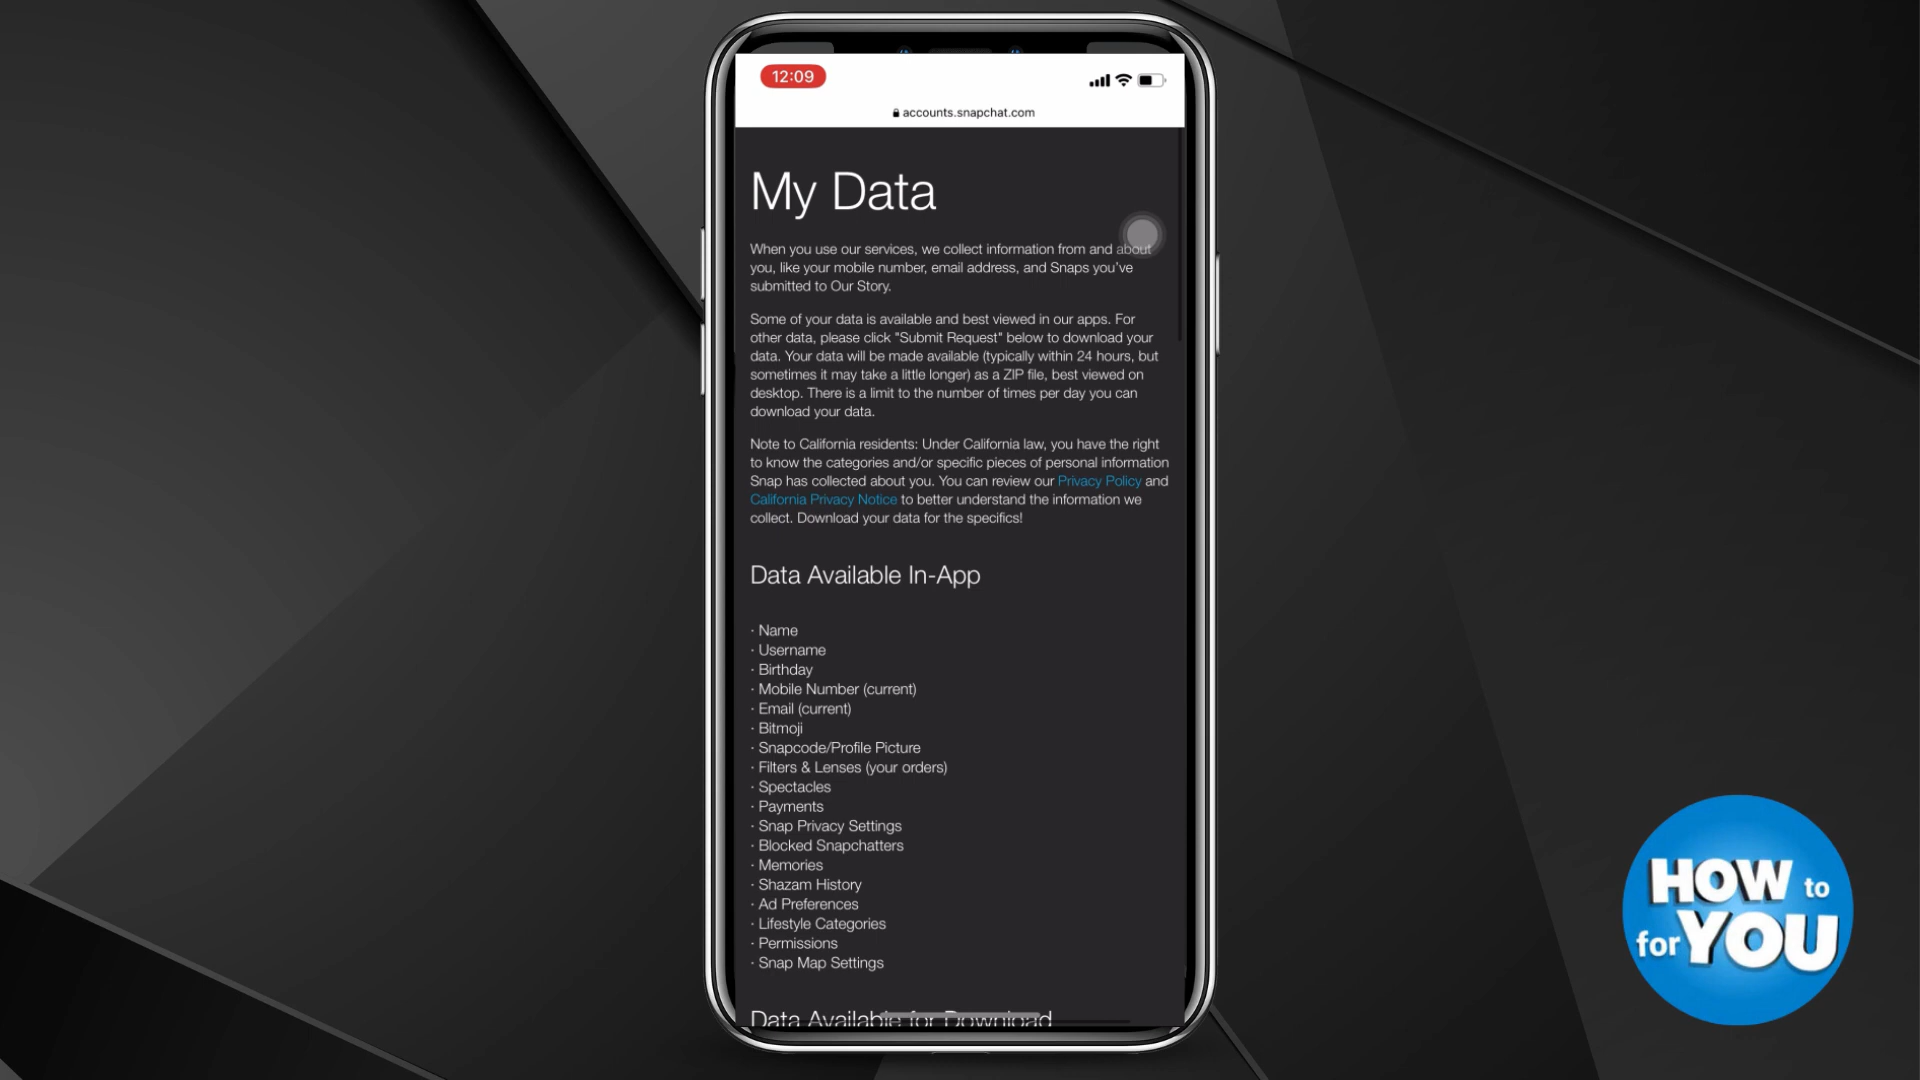 12:09
accounts.snapchat.com
My Data
When you use our services, we collect information from and about
you, like your mobile number, email address, and Snaps you've
submitted to Our Story.
Some of your data is available and best viewed in our apps. For
other data, please click "Submit Request" below to download your
data. Your data will be made available (typically within 24 hours, but
sometimes it may take a little longer) as a ZIP file, best viewed on
desktop. There is a limit to the number of times per day you can
download your data.
Note to California residents: Under California law, you have the right
to know the categories and/or specific pieces of personal information
Snap has collected about you. You can review our Privacy Policy and
California Privacy Notice to better understand the information we
collect. Download your data for the specifics!
Data Available In-App
· Name
· Username
· Birthday
· Mobile Number (current)
· Email (current)
· Bitmoji
· Snapcode/Profile Picture
· Filters & Lenses (your orders)
· Spectacles
· Payments
· Snap Privacy Settings
· Blocked Snapchatters
· Memories
· Shazam History
· Ad Preferences
· Lifestyle Categories
· Permissions
· Snap Map Settings
Data Available for Download
HOW to
for YOU